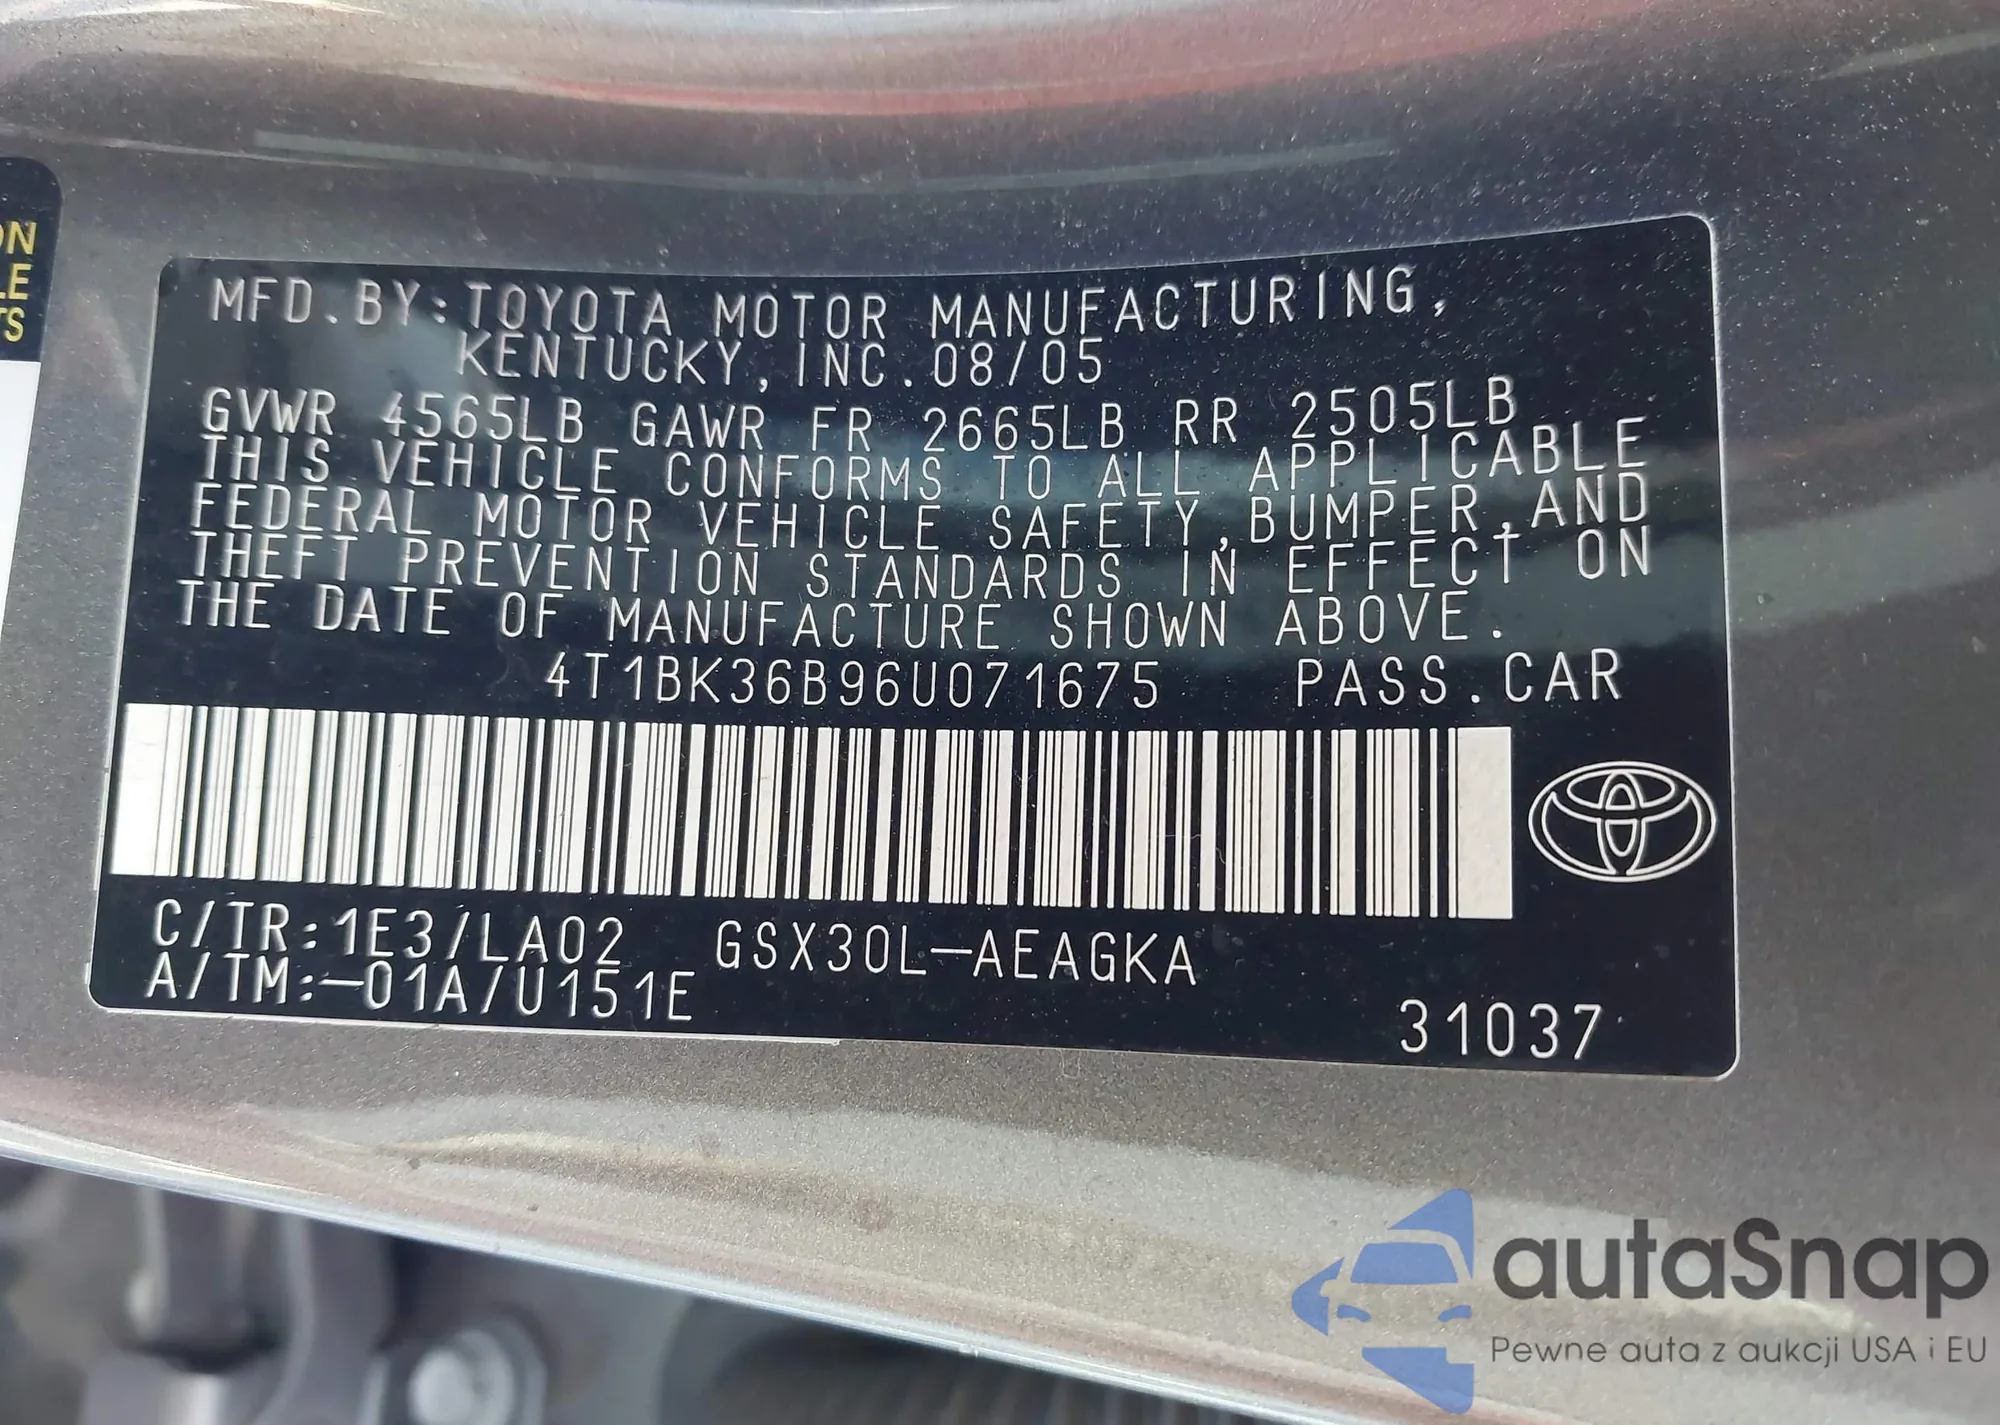 ON
LE
TS
MFD.BY:TOYOTA MOTOR MANUFACTURING,
KENTUCKY,INC.08/05
GVWR 4565LB GAWR FR 2665LB RR 2505LB
THIS VEHICLE CONFORMS TO ALL APPLICABLE
FEDERAL MOTOR VEHICLE SAFETY,BUMPER,AND
THEFT PREVENTION STANDARDS IN EFFECT ON
THE DATE OF MANUFACTURE SHOWN ABOVE.
4T1BK36B96U071675 PASS.CAR
C/TR:1E3/LA02 GSX30L-AEAGKA
A/TM:-01A/U151E
31037
autaSnap
Pewne auta z aukcji USA i EU